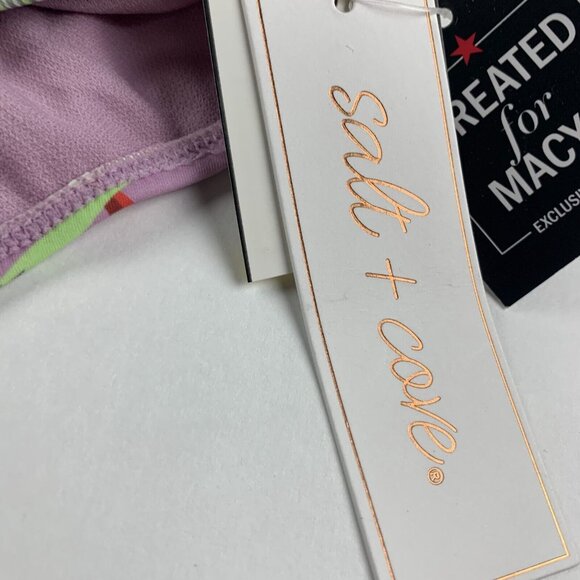 salt + cove®
REATED
for
MACY
EXCLUSI